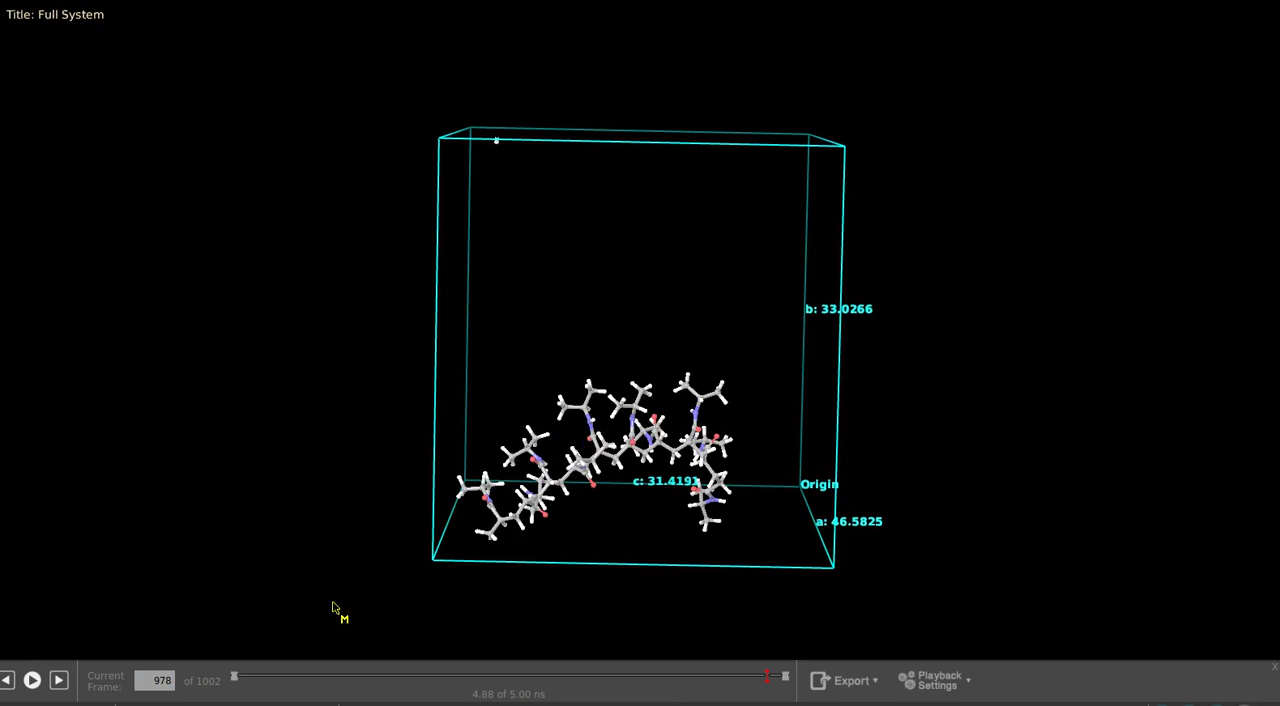 Title: Full System
b: 33.0266
c: 31.4191
Origin
a: 46.5825
M
Current
Frame:
978
of 1002
4.88 of 5.00 ns
Export
Playback
Settings
X